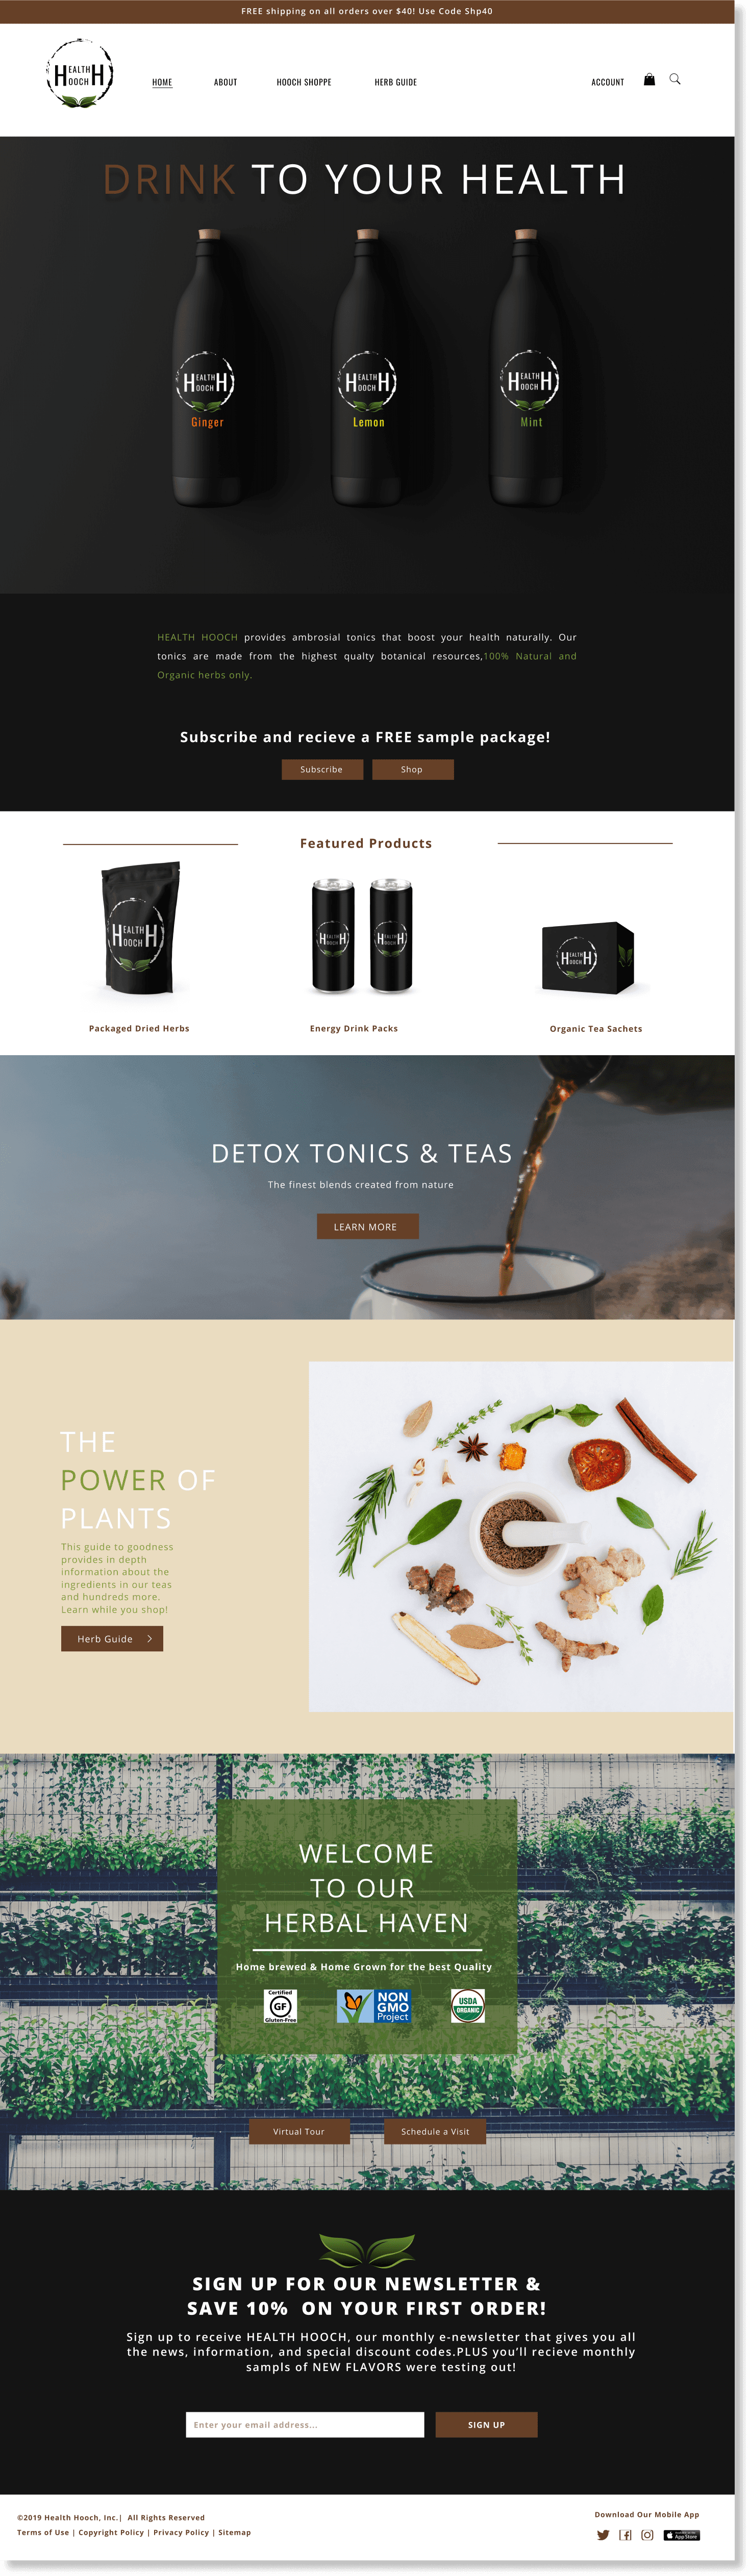 FREE shipping on all orders over $40! Use Code Shp40
HEALTH
HOOCH H
HOME ABOUT HOOCH SHOPPE HERB GUIDE ACCOUNT
DRINK TO YOUR HEALTH
HEALTH
HOOCH H
Ginger
HEALTH
HOOCH H
Lemon
HEALTH
HOOCH H
Mint
HEALTH HOOCH provides ambrosial tonics that boost your health naturally. Our
tonics are made from the highest qualty botanical resources,100% Natural and
Organic herbs only.
Subscribe and recieve a FREE sample package!
Subscribe Shop
Featured Products
HEALTH
HOOCH H
HEALTH
HOOCH H
HEALTH
HOOCH H
HEALTH
HOOCH H
Packaged Dried Herbs Energy Drink Packs Organic Tea Sachets
DETOX TONICS & TEAS
The finest blends created from nature
LEARN MORE
THE
POWER OF
PLANTS
This guide to goodness
provides in depth
information about the
ingredients in our teas
and hundreds more.
Learn while you shop!
Herb Guide
WELCOME
TO OUR
HERBAL HAVEN
Home brewed & Home Grown for the best Quality
Certified
GF
Gluten-Free
NON
GMO
Project
USDA
ORGANIC
Virtual Tour Schedule a Visit
SIGN UP FOR OUR NEWSLETTER &
SAVE 10% ON YOUR FIRST ORDER!
Sign up to receive HEALTH HOOCH, our monthly e-newsletter that gives you all
the news, information, and special discount codes.PLUS you'll recieve monthly
sampls of NEW FLAVORS were testing out!
Enter your email address... SIGN UP
©2019 Health Hooch, Inc.| All Rights Reserved
Terms of Use | Copyright Policy | Privacy Policy | Sitemap
Download Our Mobile App
App Store